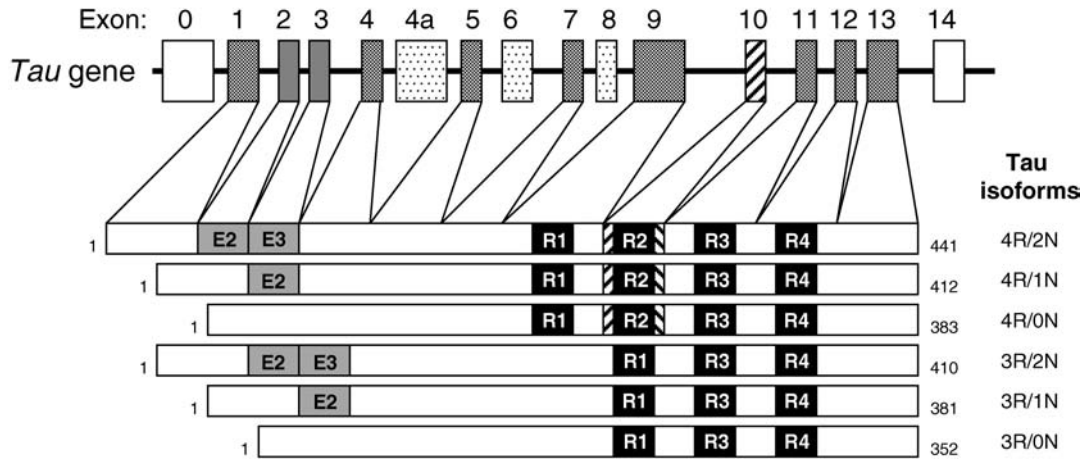 Exon: 0 1 2 3 4 4a 5 6 7 8 9 10 11 12 13 14
Tau gene
Tau
isoforms
1 E2 E3 R1 R2 R3 R4 441 4R/2N
1 E2 R1 R2 R3 R4 412 4R/1N
1 R1 R2 R3 R4 383 4R/0N
1 E2 E3 R1 R3 R4 410 3R/2N
1 E2 R1 R3 R4 381 3R/1N
1 R1 R3 R4 352 3R/0N